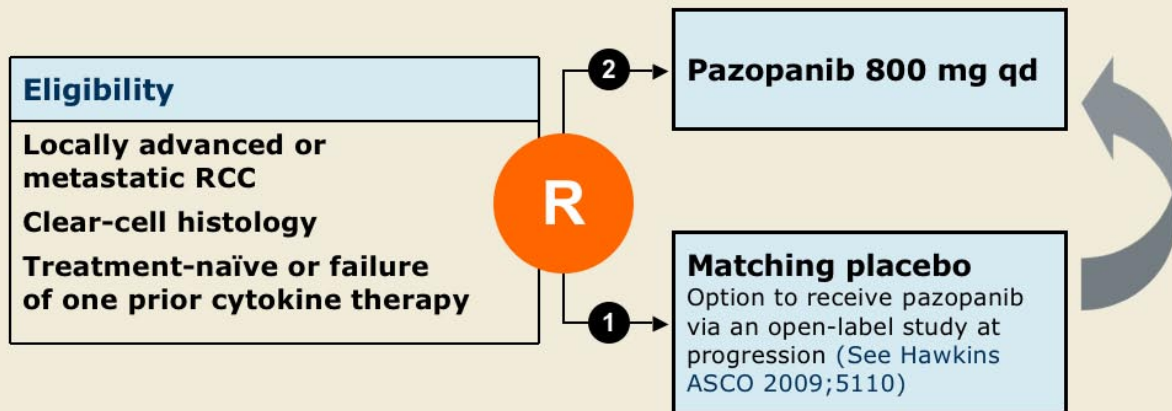 Eligibility
Locally advanced or
metastatic RCC
Clear-cell histology
Treatment-naïve or failure
of one prior cytokine therapy
R
2
Pazopanib 800 mg qd
1
Matching placebo
Option to receive pazopanib
via an open-label study at
progression (See Hawkins
ASCO 2009;5110)